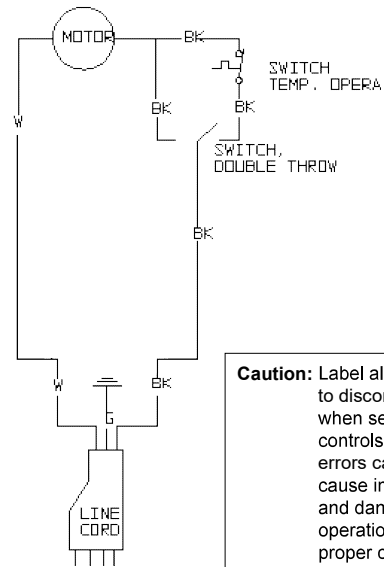 MOTOR
BK
SWITCH
TEMP. OPERA
BK
BK
W
SWITCH,
DOUBLE THROW
BK
W
BK
G
LINE
CORD
Caution: Label al
to discon
when se
controls
errors ca
cause in
and dan
operatio
proper o